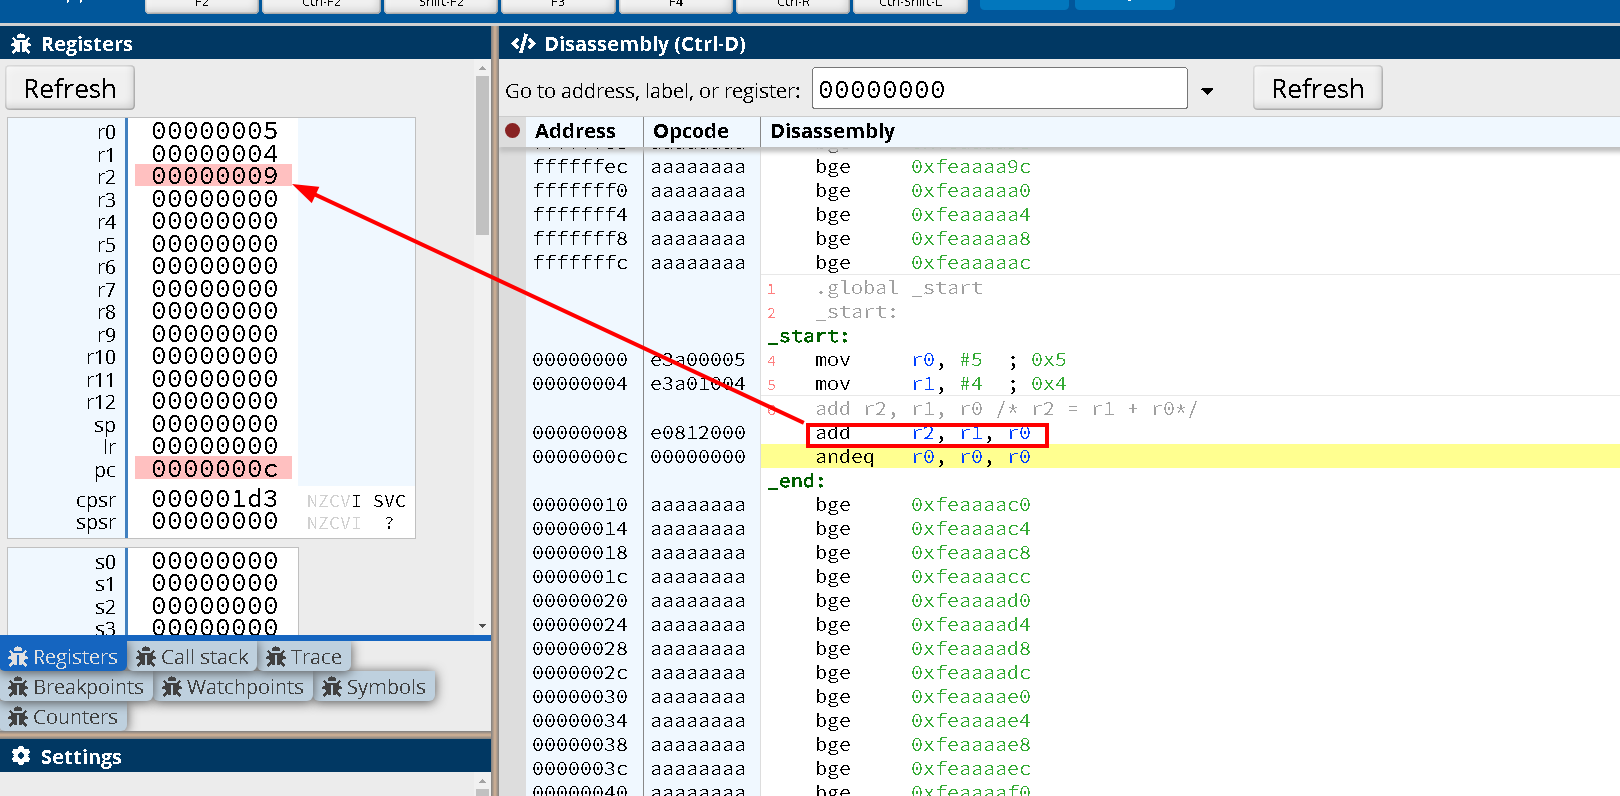 F2 Ctrl-F2 Shift-F2 F3 F4 Ctrl-R Ctrl-Shift-L
Registers
Refresh
r0 00000005
r1 00000004
r2 00000009
r3 00000000
r4 00000000
r5 00000000
r6 00000000
r7 00000000
r8 00000000
r9 00000000
r10 00000000
r11 00000000
r12 00000000
sp 00000000
lr 00000000
pc 0000000c
cpsr 000001d3 NZCVI SVC
spsr 00000000 NZCVI ?
s0 00000000
s1 00000000
s2 00000000
s3 00000000
Registers Call stack Trace
Breakpoints Watchpoints Symbols
Counters
Settings
Disassembly (Ctrl-D)
Go to address, label, or register: 00000000 Refresh
Address Opcode Disassembly
ffffffec aaaaaaaa bge 0xfeaaaa9c
fffffff0 aaaaaaaa bge 0xfeaaaaa0
fffffff4 aaaaaaaa bge 0xfeaaaaa4
fffffff8 aaaaaaaa bge 0xfeaaaaa8
fffffffc aaaaaaaa bge 0xfeaaaaac
1 .global _start
2 _start:
_start:
00000000 e3a00005 4 mov r0, #5 ; 0x5
00000004 e3a01004 5 mov r1, #4 ; 0x4
6 add r2, r1, r0 /* r2 = r1 + r0*/
00000008 e0812000 add r2, r1, r0
0000000c 00000000 andeq r0, r0, r0
_end:
00000010 aaaaaaaa bge 0xfeaaaac0
00000014 aaaaaaaa bge 0xfeaaaac4
00000018 aaaaaaaa bge 0xfeaaaac8
0000001c aaaaaaaa bge 0xfeaaaacc
00000020 aaaaaaaa bge 0xfeaaaad0
00000024 aaaaaaaa bge 0xfeaaaad4
00000028 aaaaaaaa bge 0xfeaaaad8
0000002c aaaaaaaa bge 0xfeaaaadc
00000030 aaaaaaaa bge 0xfeaaaae0
00000034 aaaaaaaa bge 0xfeaaaae4
00000038 aaaaaaaa bge 0xfeaaaae8
0000003c aaaaaaaa bge 0xfeaaaaec
00000040 aaaaaaaa bge 0xfeaaaaf0